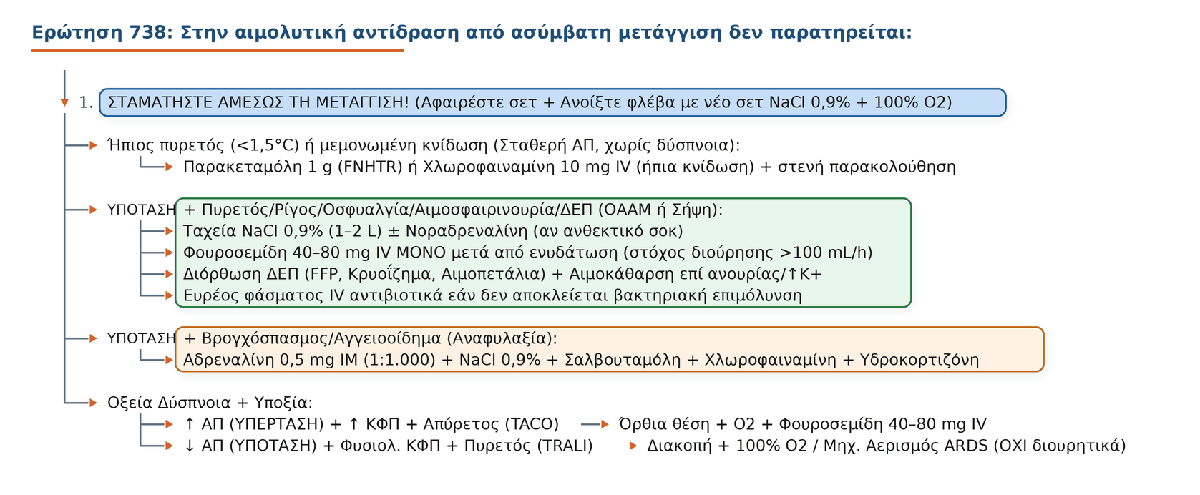 Ερώτηση 738: Στην αιμολυτική αντίδραση από ασύμβατη μετάγγιση δεν παρατηρείται:
1. ΣΤΑΜΑΤΗΣΤΕ ΑΜΕΣΩΣ ΤΗ ΜΕΤΑΓΓΙΣΗ! (Αφαιρέστε σετ + Ανοίξτε φλέβα με νέο σετ NaCl 0,9% + 100% O2)
Ήπιος πυρετός (<1,5°C) ή μεμονωμένη κνίδωση (Σταθερή ΑΠ, χωρίς δύσπνοια):
Παρακεταμόλη 1 g (FNHTR) ή Χλωροφαιναμίνη 10 mg IV (ήπια κνίδωση) + στενή παρακολούθηση
ΥΠΟΤΑΣΗ + Πυρετός/Ρίγος/Οσφυαλγία/Αιμοσφαιρινουρία/ΔΕΠ (ΟΑΑΜ ή Σήψη):
Ταχεία NaCl 0,9% (1–2 L) ± Νοραδρεναλίνη (αν ανθεκτικό σοκ)
Φουροσεμίδη 40–80 mg IV ΜΟΝΟ μετά από ενυδάτωση (στόχος διούρησης >100 mL/h)
Διόρθωση ΔΕΠ (FFP, Κρυοΐζημα, Αιμοπετάλια) + Αιμοκάθαρση επί ανουρίας/↑K+
Ευρέος φάσματος IV αντιβιοτικά εάν δεν αποκλείεται βακτηριακή επιμόλυνση
ΥΠΟΤΑΣΗ + Βρογχόσπασμος/Αγγειοοίδημα (Αναφυλαξία):
Αδρεναλίνη 0,5 mg IM (1:1.000) + NaCl 0,9% + Σαλβουταμόλη + Χλωροφαιναμίνη + Υδροκορτιζόνη
Οξεία Δύσπνοια + Υποξία:
↑ ΑΠ (ΥΠΕΡΤΑΣΗ) + ↑ ΚΦΠ + Απύρετος (TACO) Όρθια θέση + O2 + Φουροσεμίδη 40–80 mg IV
↓ ΑΠ (ΥΠΟΤΑΣΗ) + Φυσιολ. ΚΦΠ + Πυρετός (TRALI) Διακοπή + 100% O2 / Μηχ. Αερισμός ARDS (ΟΧΙ διουρητικά)